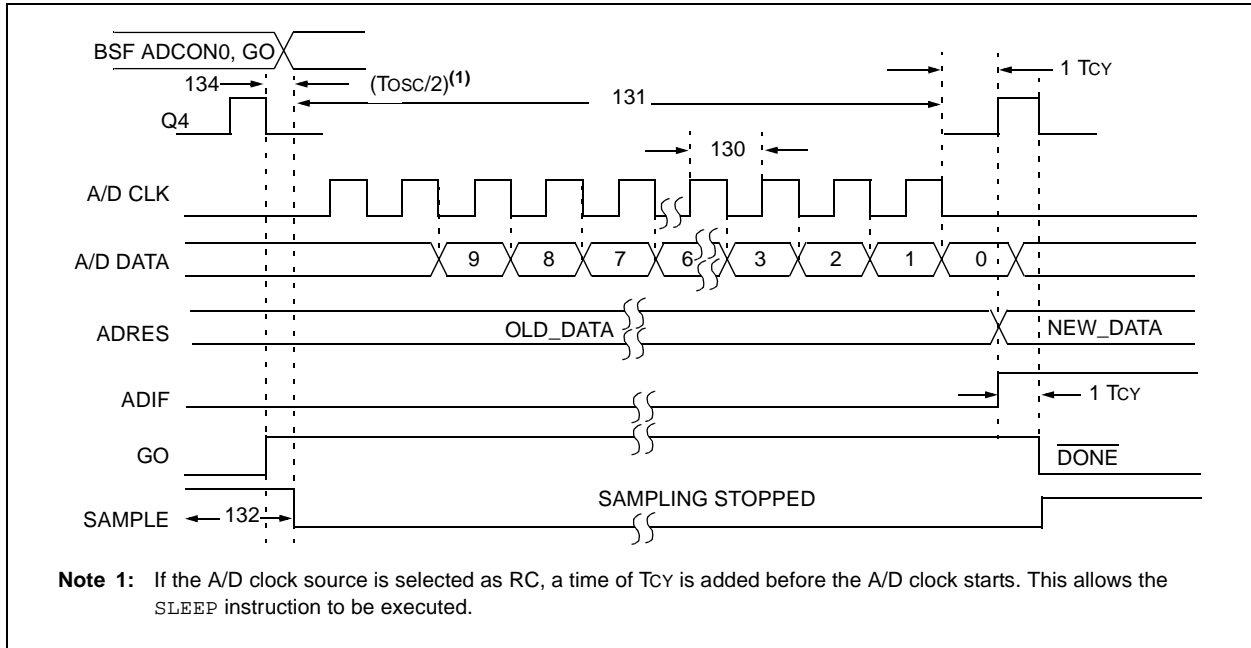 BSF ADCON0, GO
134
(TOSC/2)(1)
131
1 TCY
Q4
130
A/D CLK
A/D DATA
9 8 7 6 3 2 1 0
ADRES
OLD_DATA
NEW_DATA
ADIF
1 TCY
GO
DONE
SAMPLING STOPPED
SAMPLE
132
Note 1: If the A/D clock source is selected as RC, a time of TCY is added before the A/D clock starts. This allows the
SLEEP instruction to be executed.